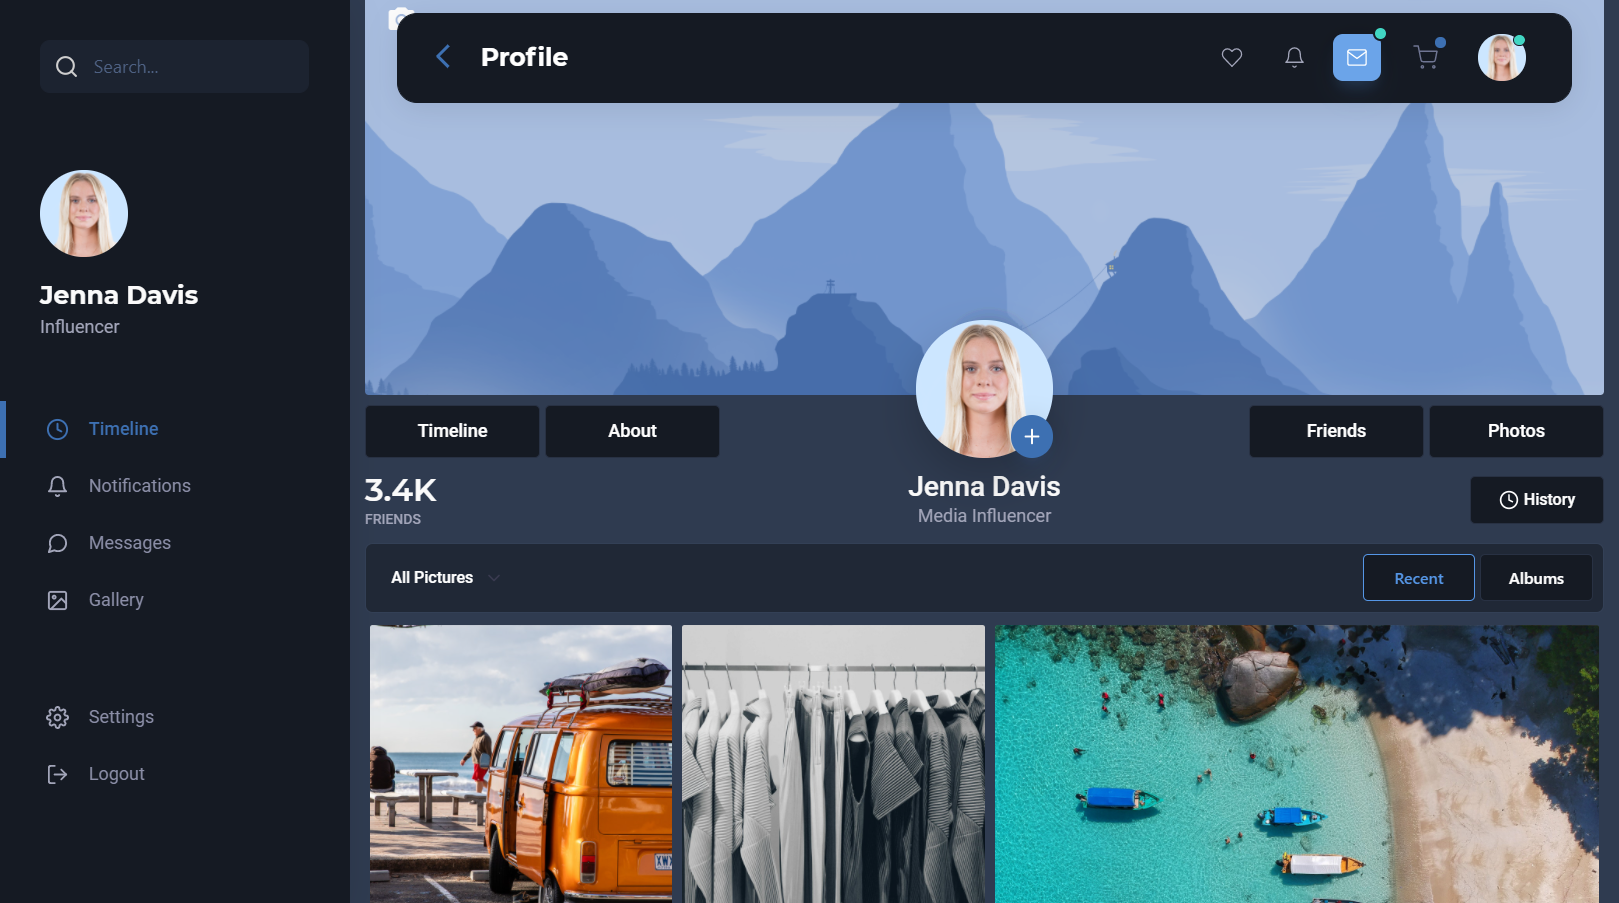 Search...
Jenna Davis
Influencer
Timeline
Notifications
Messages
Gallery
Settings
Logout
Profile
Timeline
About
Friends
Photos
3.4K
FRIENDS
Jenna Davis
Media Influencer
History
All Pictures
Recent
Albums